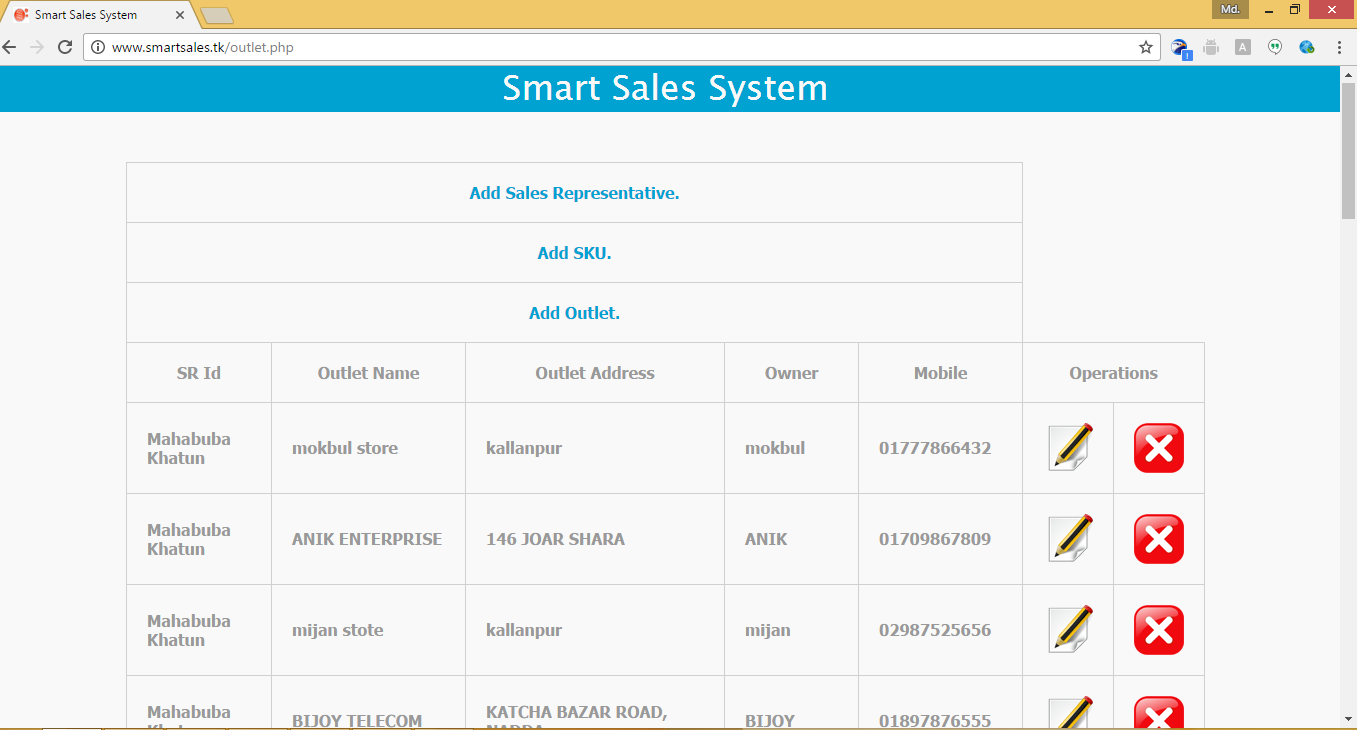 Smart Sales System
Md.
www.smartsales.tk/outlet.php
A
Smart Sales System
Add Sales Representative.
Add SKU.
Add Outlet.
SR Id Outlet Name Outlet Address Owner Mobile Operations
Mahabuba
Khatun
mokbul store kallanpur mokbul 01777866432
Mahabuba
Khatun
ANIK ENTERPRISE 146 JOAR SHARA ANIK 01709867809
Mahabuba
Khatun
mijan stote kallanpur mijan 02987525656
Mahabuba
BIJOY TELECOM KATCHA BAZAR ROAD, BIJOY 01897876555